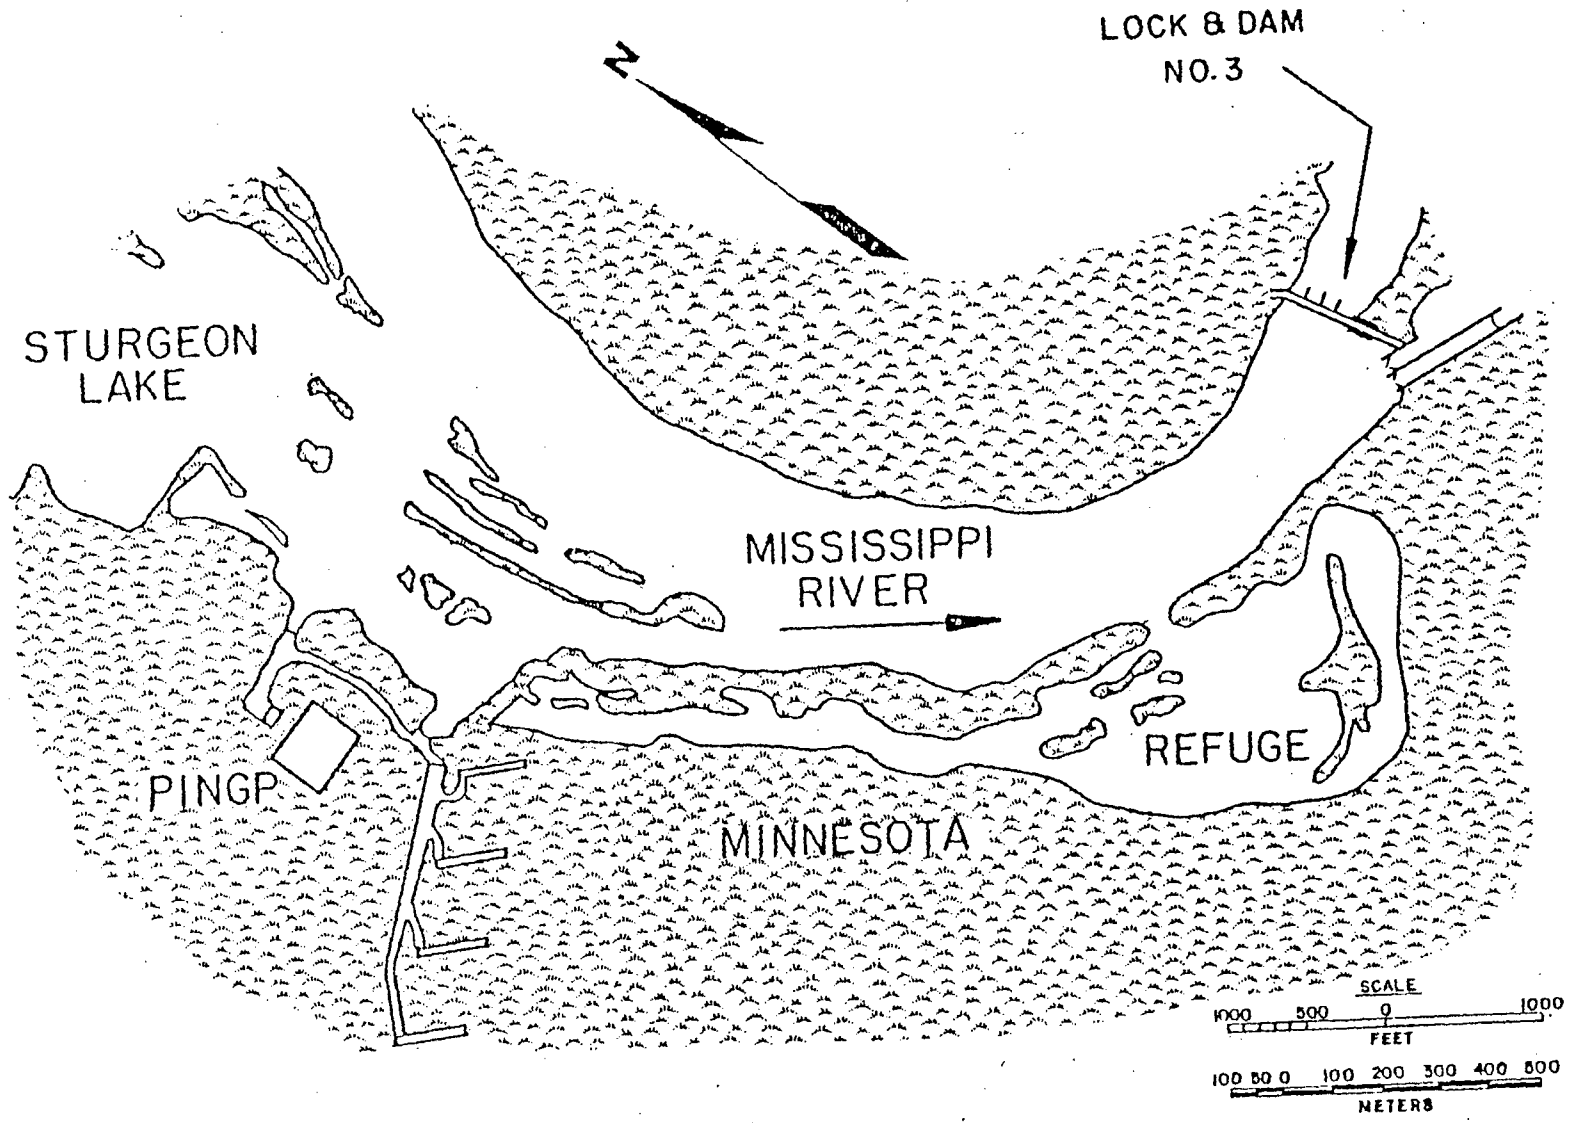 LOCK & DAM
NO. 3
N
STURGEON
LAKE
MISSISSIPPI
RIVER
REFUGE
PINGP
MINNESOTA
SCALE
1000 500 0 1000
FEET
100 50 0 100 200 300 400 500
METERS